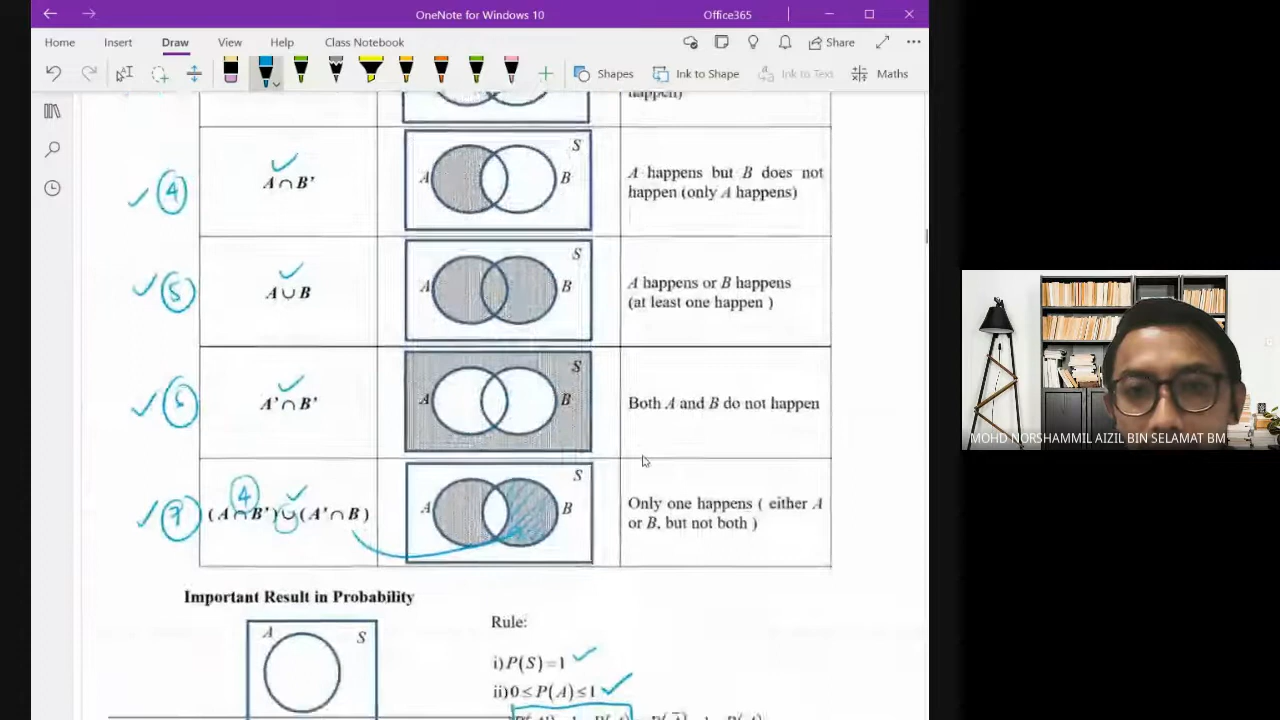 OneNote for Windows 10
Office365
Home Insert Draw View Help Class Notebook
Share
Shapes Ink to Shape Ink to Text Maths
happen)
4
A ∩ B'
A B S
A happens but B does not
happen (only A happens)
5
A ∪ B
A B S
A happens or B happens
(at least one happen )
6
A' ∩ B'
A B S
Both A and B do not happen
7
4
(A ∩ B') ∪ (A' ∩ B)
A B S
Only one happens ( either A
or B, but not both )
Important Result in Probability
A S
Rule:
i) P(S) = 1
ii) 0 ≤ P(A) ≤ 1
MOHD NORSHAMMIL AIZIL BIN SELAMAT BM